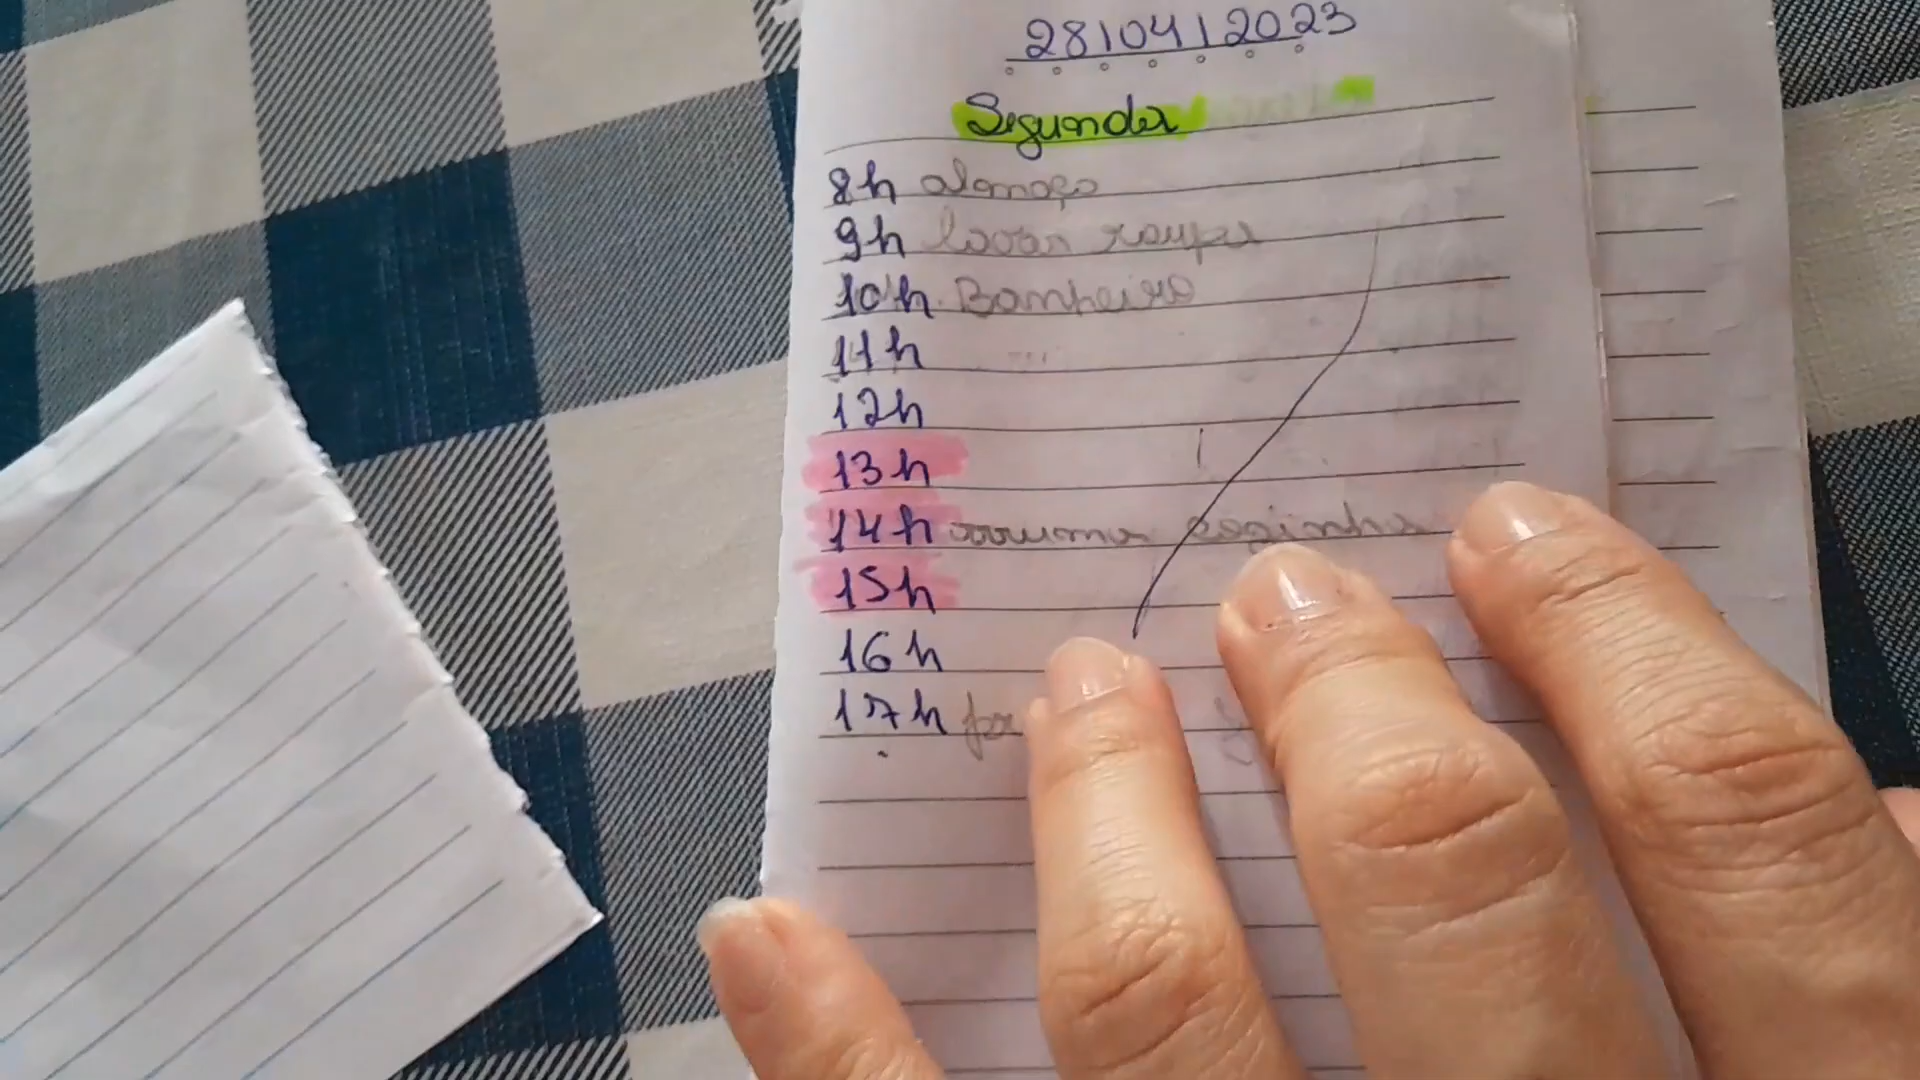 28/04/2023
Segunda
8h almoço
9h lavar roupa
10h Banheiro
11h
12h
13h
14h arrumar cozinha
15h
16h
17h